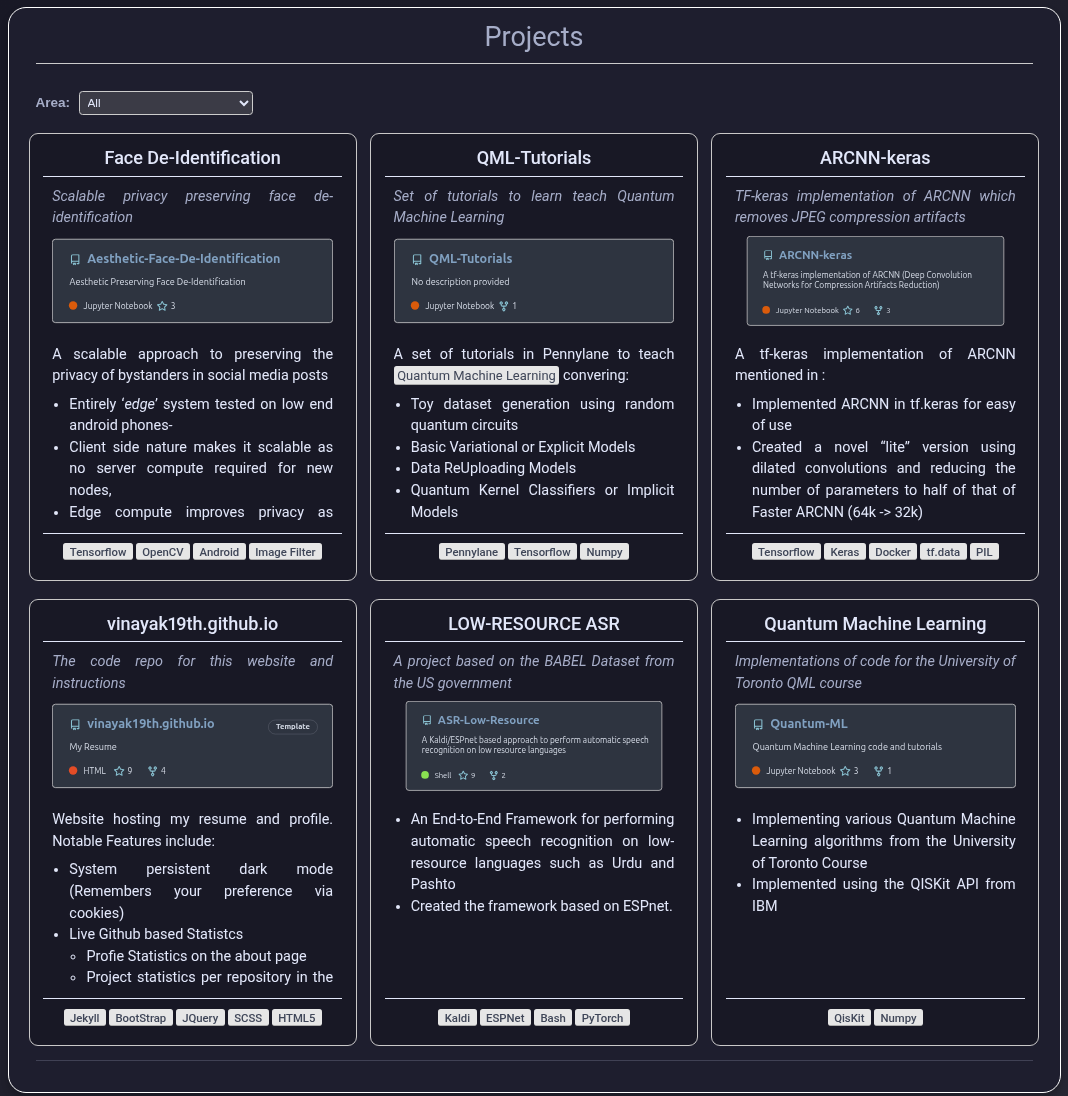 Projects
Area: All
Face De-Identification
Scalable privacy preserving face de-
identification
Aesthetic-Face-De-Identification
Aesthetic Preserving Face De-Identification
Jupyter Notebook 3
A scalable approach to preserving the
privacy of bystanders in social media posts
• Entirely ‘edge’ system tested on low end
android phones-
• Client side nature makes it scalable as
no server compute required for new
nodes,
• Edge compute improves privacy as
Tensorflow OpenCV Android Image Filter
QML-Tutorials
Set of tutorials to learn teach Quantum
Machine Learning
QML-Tutorials
No description provided
Jupyter Notebook 1
A set of tutorials in Pennylane to teach
Quantum Machine Learning convering:
• Toy dataset generation using random
quantum circuits
• Basic Variational or Explicit Models
• Data ReUploading Models
• Quantum Kernel Classifiers or Implicit
Models
Pennylane Tensorflow Numpy
ARCNN-keras
TF-keras implementation of ARCNN which
removes JPEG compression artifacts
ARCNN-keras
A tf-keras implementation of ARCNN (Deep Convolution
Networks for Compression Artifacts Reduction)
Jupyter Notebook 6 3
A tf-keras implementation of ARCNN
mentioned in :
• Implemented ARCNN in tf.keras for easy
of use
• Created a novel “lite” version using
dilated convolutions and reducing the
number of parameters to half of that of
Faster ARCNN (64k -> 32k)
Tensorflow Keras Docker tf.data PIL
vinayak19th.github.io
The code repo for this website and
instructions
vinayak19th.github.io Template
My Resume
HTML 9 4
Website hosting my resume and profile.
Notable Features include:
• System persistent dark mode
(Remembers your preference via
cookies)
• Live Github based Statistcs
◦ Profie Statistics on the about page
◦ Project statistics per repository in the
Jekyll BootStrap JQuery SCSS HTML5
LOW-RESOURCE ASR
A project based on the BABEL Dataset from
the US government
ASR-Low-Resource
A Kaldi/ESPnet based approach to perform automatic speech
recognition on low resource languages
Shell 9 2
• An End-to-End Framework for performing
automatic speech recognition on low-
resource languages such as Urdu and
Pashto
• Created the framework based on ESPnet.
Kaldi ESPNet Bash PyTorch
Quantum Machine Learning
Implementations of code for the University of
Toronto QML course
Quantum-ML
Quantum Machine Learning code and tutorials
Jupyter Notebook 3 1
• Implementing various Quantum Machine
Learning algorithms from the University
of Toronto Course
• Implemented using the QISKit API from
IBM
QisKit Numpy